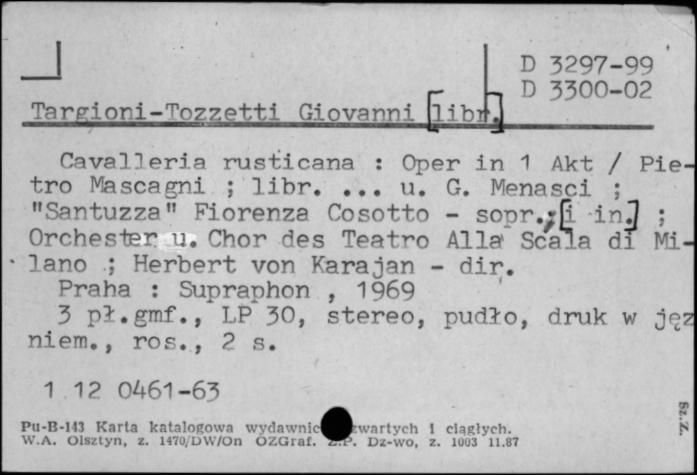 D 3297-99
D 3300-02
Targioni-Tozzetti Giovanni [libr.]
Cavalleria rusticana : Oper in 1 Akt / Pie-
tro Mascagni ; libr. ... u. G. Menasci ;
"Santuzza" Fiorenza Cosotto - sopr.; [i in.] ;
Orchester u. Chor des Teatro Alla Scala di Mi-
lano ; Herbert von Karajan - dir.
Praha : Supraphon , 1969
3 pł.gmf., LP 30, stereo, pudło, druk w jęz
niem., ros., 2 s.
1 12 0461-63
Pu-B-143 Karta katalogowa wydawnic zwartych i ciągłych.
W.A. Olsztyn, z. 1470/DW/On OZGraf. Z.P. Dz-wo, z. 1003 11.87
Sz.Z.